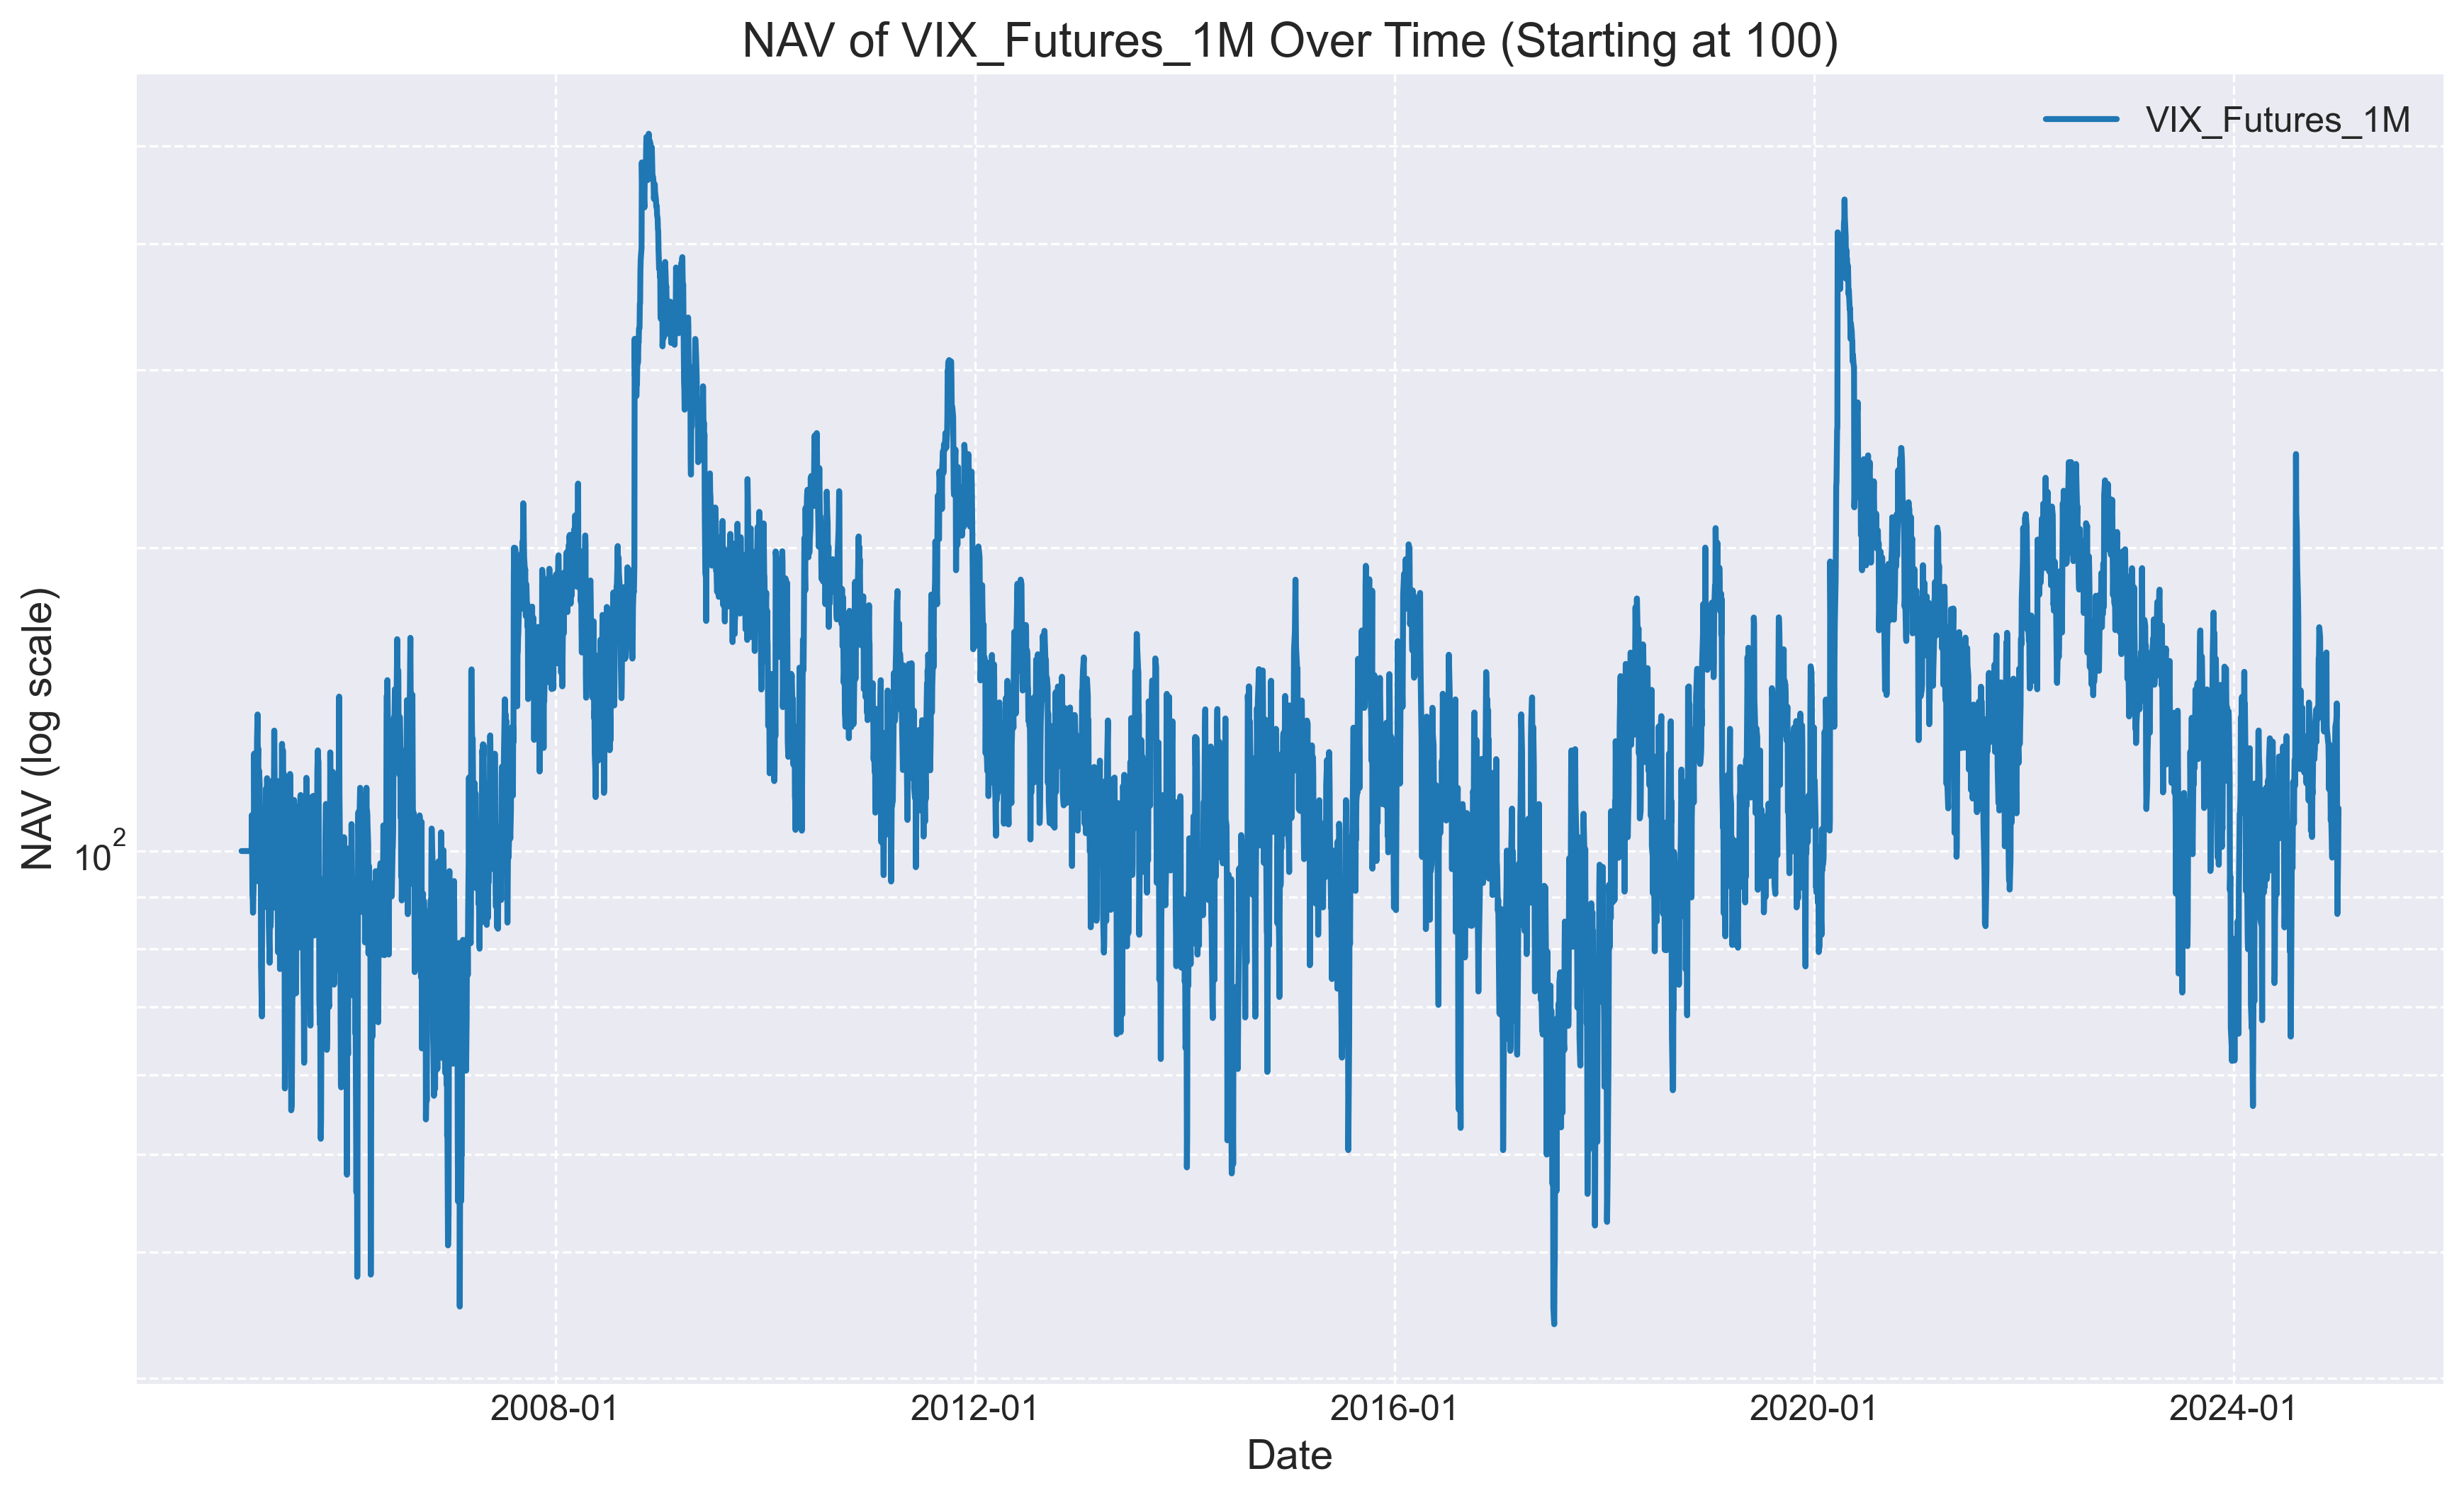 NAV of VIX_Futures_1M Over Time (Starting at 100)
VIX_Futures_1M
NAV (log scale)
10²
2008-01 2012-01 2016-01 2020-01 2024-01
Date